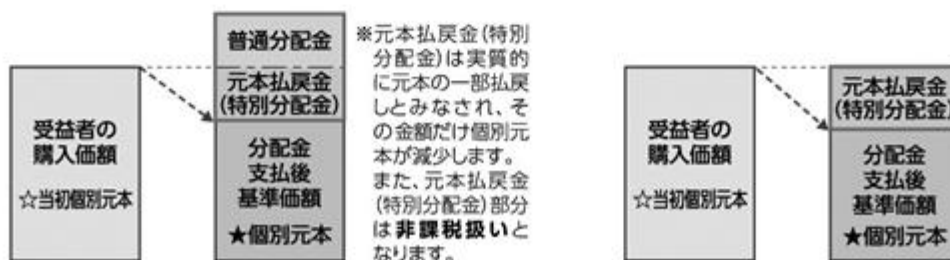 普通分配金
元本払戻金
(特別分配金)
受益者の
購入価額
☆当初個別元本
分配金
支払後
基準価額
★個別元本
※元本払戻金(特別
分配金)は実質的
に元本の一部払戻
しとみなされ、そ
の金額だけ個別元
本が減少します。
また、元本払戻金
(特別分配金)部分
は非課税扱いと
なります。
受益者の
購入価額
☆当初個別元本
元本払戻金
(特別分配金)
分配金
支払後
基準価額
★個別元本